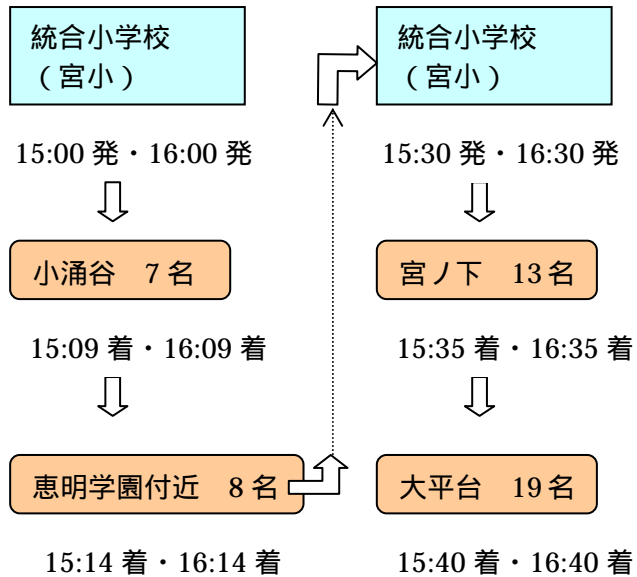 統合小学校
（宮小）
15:00 発・16:00 発
小涌谷　7 名
15:09 着・16:09 着
恵明学園付近　8 名
15:14 着・16:14 着
統合小学校
（宮小）
15:30 発・16:30 発
宮ノ下　13 名
15:35 着・16:35 着
大平台　19 名
15:40 着・16:40 着